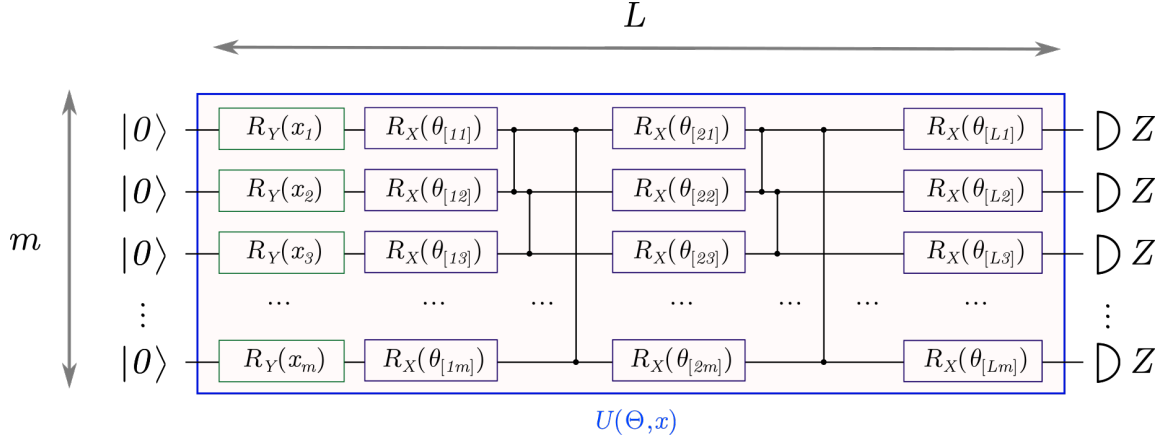 L
m
|0⟩ R_Y(x_1) R_X(θ_[11]) R_X(θ_[21]) R_X(θ_[L1]) Z
|0⟩ R_Y(x_2) R_X(θ_[12]) R_X(θ_[22]) R_X(θ_[L2]) Z
|0⟩ R_Y(x_3) R_X(θ_[13]) R_X(θ_[23]) R_X(θ_[L3]) Z
⋮ ... ... ... ... ... ... ... ⋮
|0⟩ R_Y(x_m) R_X(θ_[1m]) R_X(θ_[2m]) R_X(θ_[Lm]) Z
U(Θ,x)